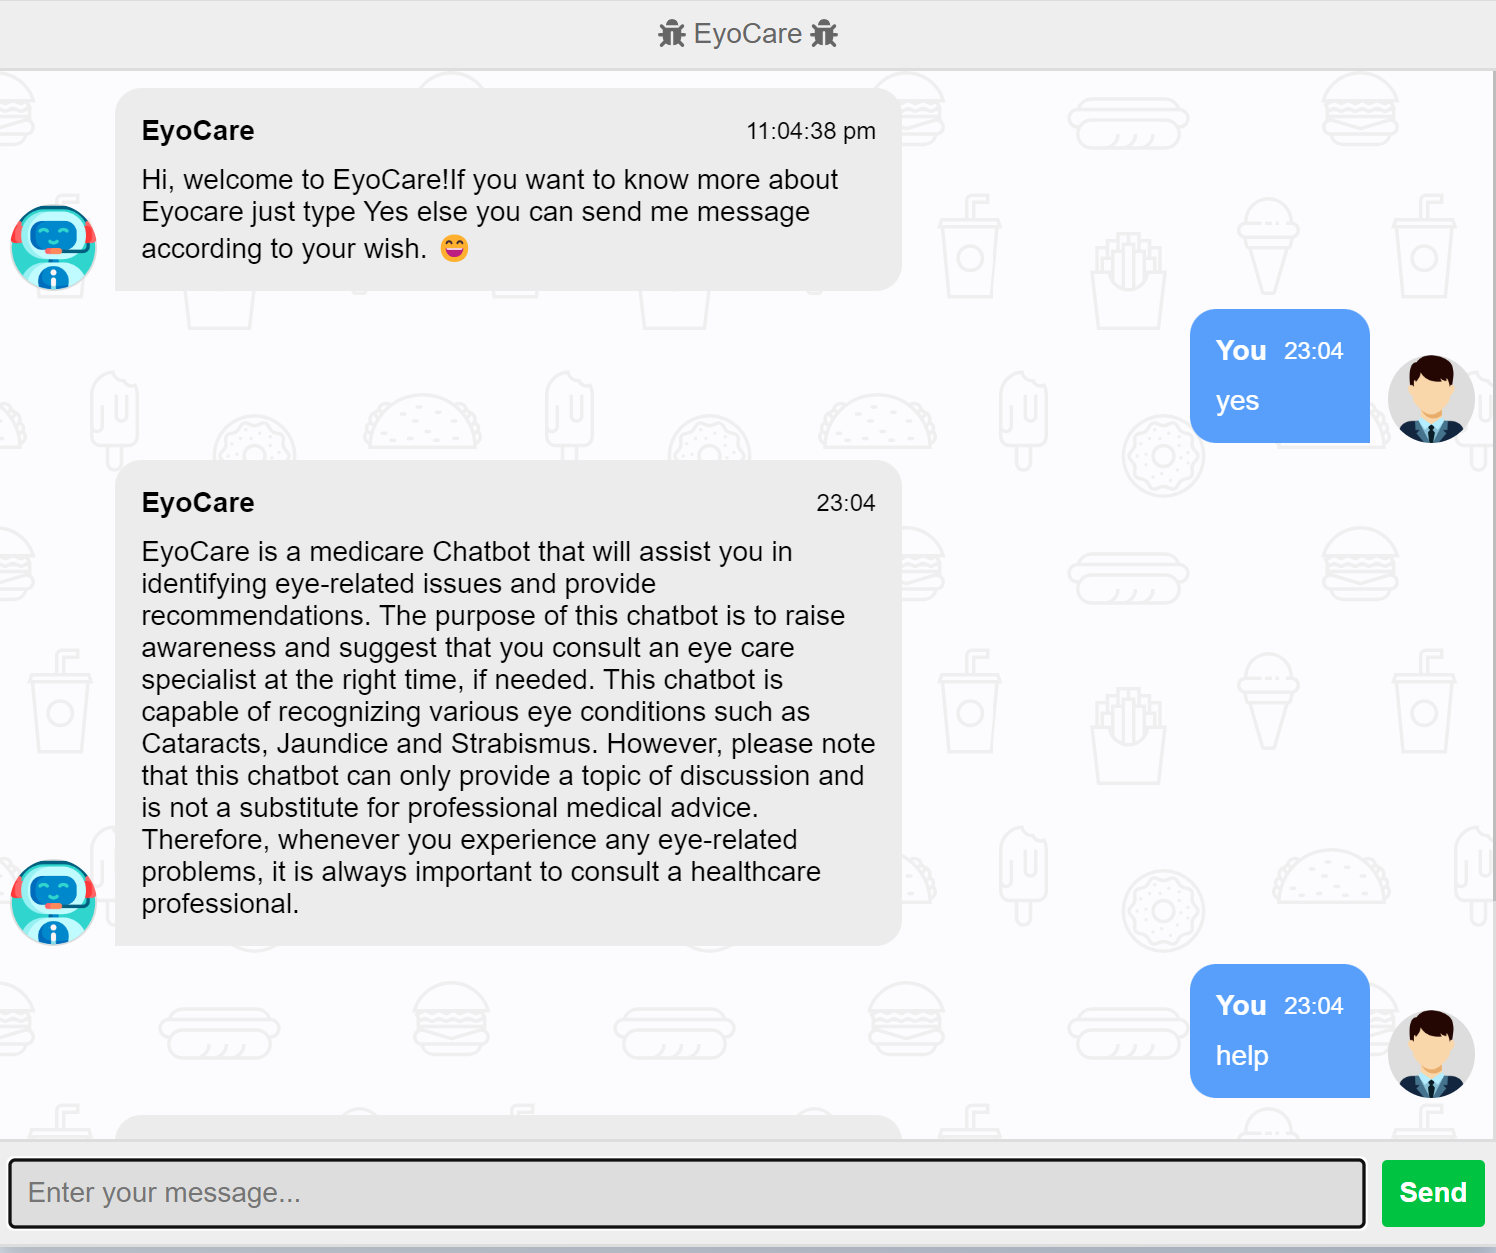 EyoCare
EyoCare 11:04:38 pm
Hi, welcome to EyoCare!If you want to know more about
Eyocare just type Yes else you can send me message
according to your wish. 😄
You 23:04
yes
EyoCare 23:04
EyoCare is a medicare Chatbot that will assist you in
identifying eye-related issues and provide
recommendations. The purpose of this chatbot is to raise
awareness and suggest that you consult an eye care
specialist at the right time, if needed. This chatbot is
capable of recognizing various eye conditions such as
Cataracts, Jaundice and Strabismus. However, please note
that this chatbot can only provide a topic of discussion and
is not a substitute for professional medical advice.
Therefore, whenever you experience any eye-related
problems, it is always important to consult a healthcare
professional.
You 23:04
help
Enter your message...
Send